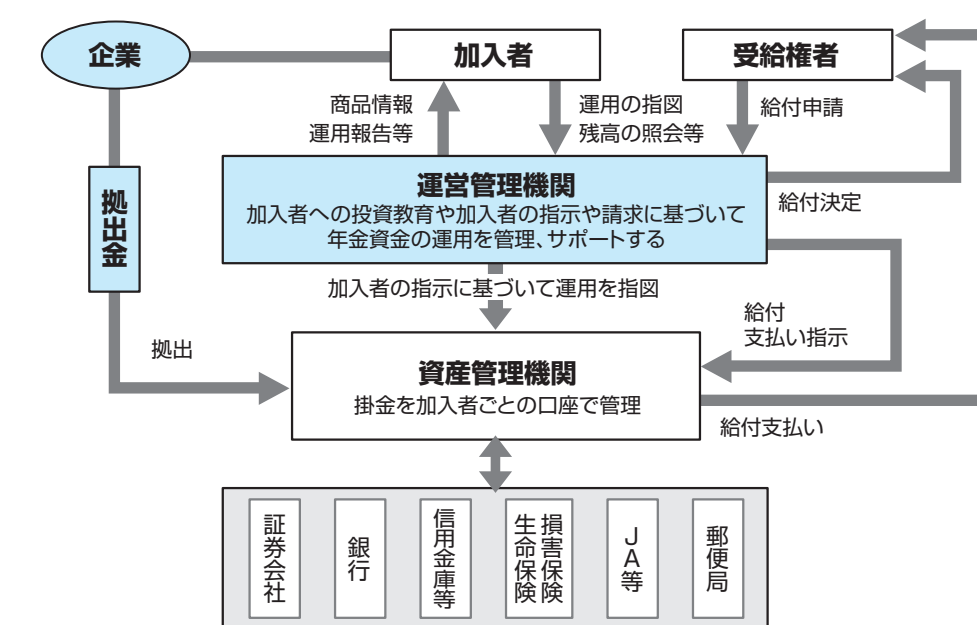 企業
加入者
受給権者
商品情報
運用報告等
運用の指図
残高の照会等
給付申請
拠出金
運営管理機関
加入者への投資教育や加入者の指示や請求に基づいて
年金資金の運用を管理、サポートする
給付決定
加入者の指示に基づいて運用を指図
給付
支払い指示
拠出
資産管理機関
掛金を加入者ごとの口座で管理
給付支払い
証券会社
銀行
信用金庫等
損害保険
生命保険
JA等
郵便局